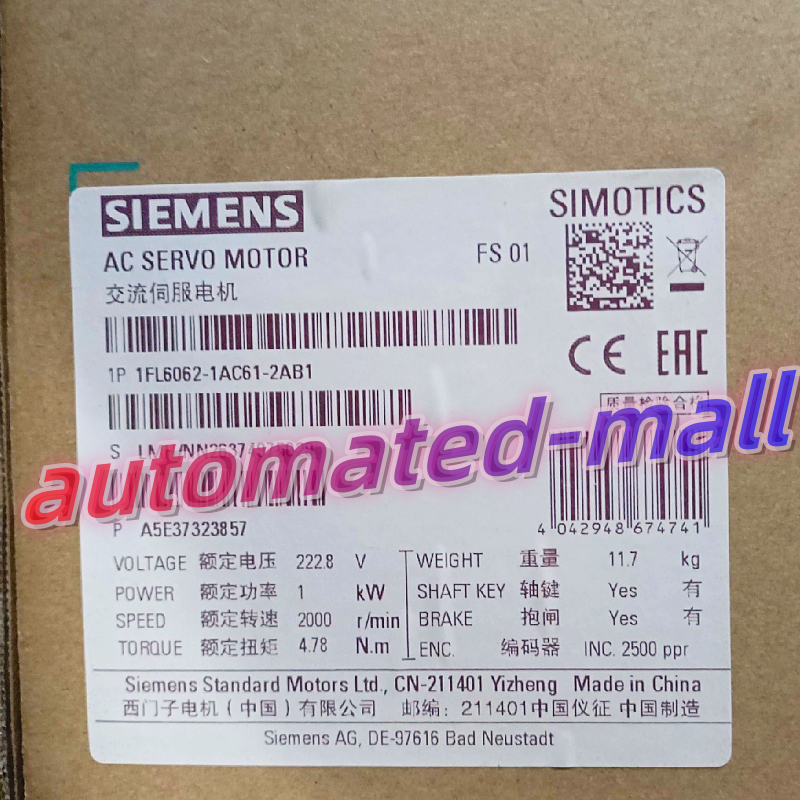 SIEMENS
SIMOTICS
AC SERVO MOTOR
FS 01
交流伺服电机
CE EAC
1P 1FL6062-1AC61-2AB1
质量检验合格
S
automated-mall
P A5E37323857
4 042948 674741
VOLTAGE 额定电压 222.8 V
WEIGHT 重量 11.7 kg
POWER 额定功率 1 kW
SHAFT KEY 轴键 Yes 有
SPEED 额定转速 2000 r/min
BRAKE 抱闸 Yes 有
TORQUE 额定扭矩 4.78 N.m
ENC. 编码器 INC. 2500 ppr
Siemens Standard Motors Ltd., CN-211401 Yizheng Made in China
西门子电机（中国）有限公司 邮编：211401中国仪征 中国制造
Siemens AG, DE-97616 Bad Neustadt